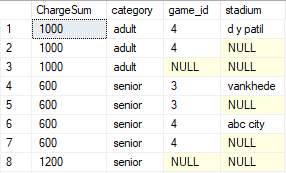 ChargeSum category game_id stadium
1 1000 adult 4 d y patil
2 1000 adult 4 NULL
3 1000 adult NULL NULL
4 600 senior 3 vankhede
5 600 senior 3 NULL
6 600 senior 4 abc city
7 600 senior 4 NULL
8 1200 senior NULL NULL